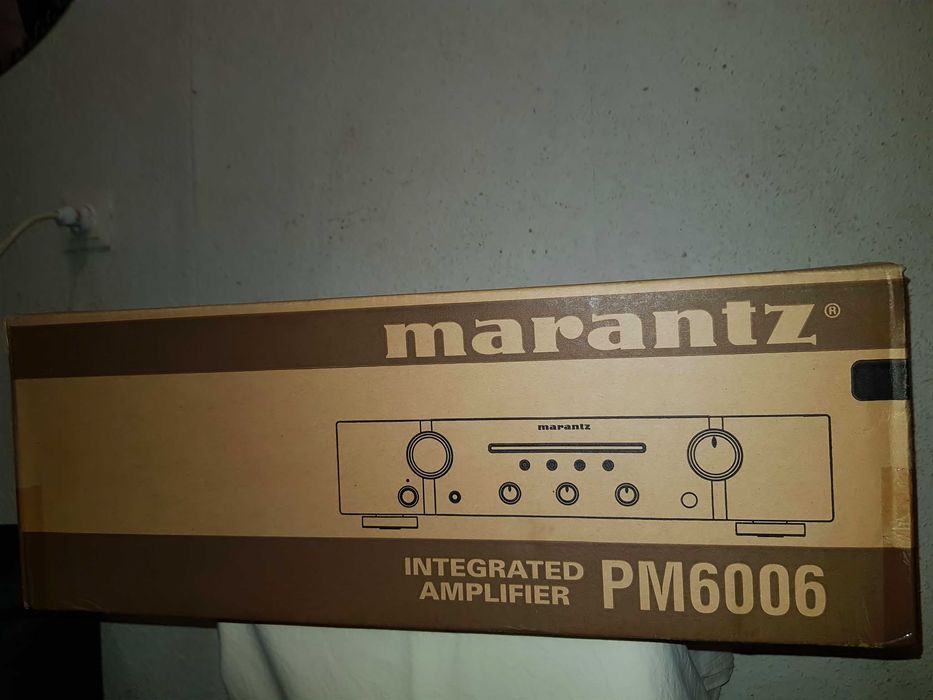 marantz®
marantz
INTEGRATED
AMPLIFIER
PM6006